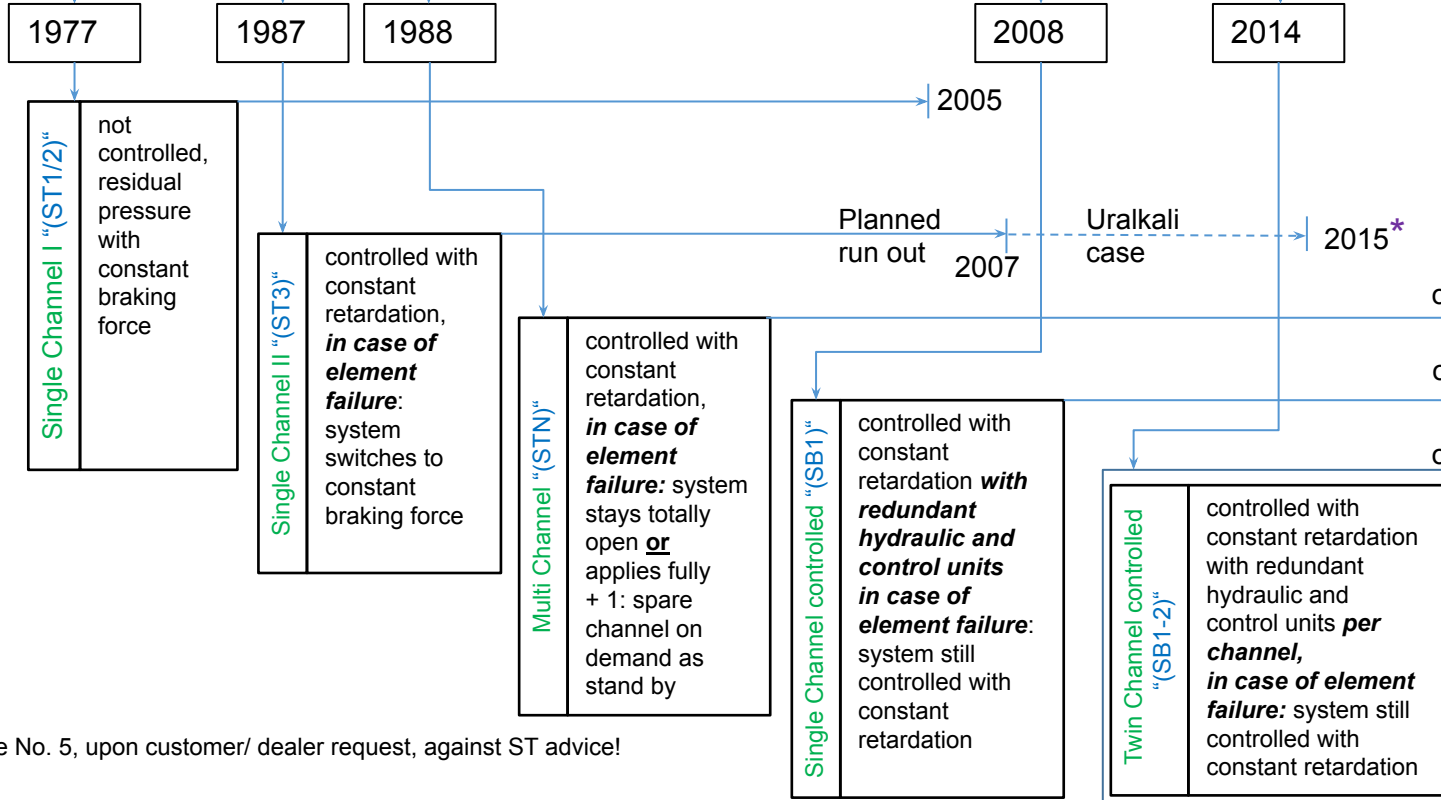 1977
1987
1988
2008
2014
2005
Single Channel I "(ST1/2)“
not
controlled,
residual
pressure
with
constant
braking
force
Planned
run out
2007
Uralkali
case
2015*
Single Channel II "(ST3)“
controlled with
constant
retardation,
in case of
element
failure:
system
switches to
constant
braking force
c
Multi Channel "(STN)“
controlled with
constant
retardation,
in case of
element
failure: system
stays totally
open or
applies fully
+ 1: spare
channel on
demand as
stand by
c
Single Channel controlled "(SB1)“
controlled with
constant
retardation with
redundant
hydraulic and
control units
in case of
element failure:
system still
controlled with
constant
retardation
c
Twin Channel controlled
"(SB1-2)“
controlled with
constant retardation
with redundant
hydraulic and
control units per
channel,
in case of element
failure: system still
controlled with
constant retardation
e No. 5, upon customer/ dealer request, against ST advice!